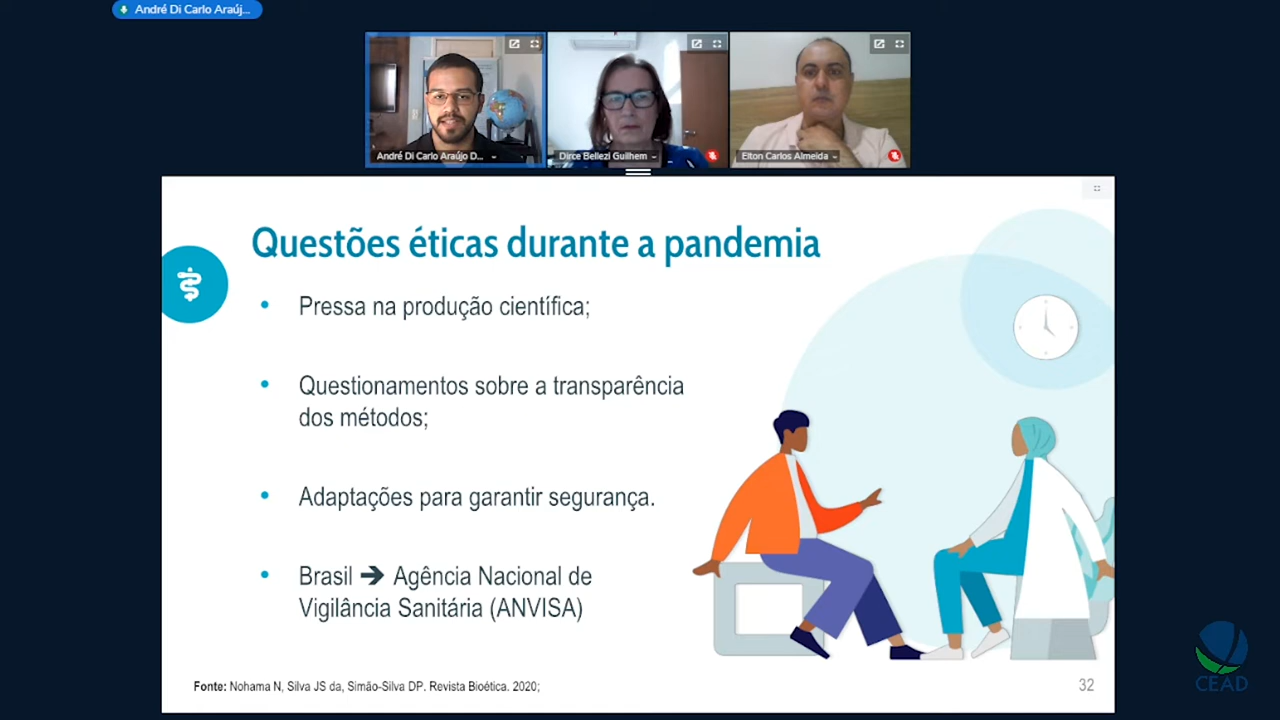 André Di Carlo Araúj...
André Di Carlo Araújo D...
Dirce Bellezi Guilhem
Elton Carlos Almeida
Questões éticas durante a pandemia
• Pressa na produção científica;
• Questionamentos sobre a transparência
dos métodos;
• Adaptações para garantir segurança.
• Brasil ➔ Agência Nacional de
Vigilância Sanitária (ANVISA)
Fonte: Nohama N, Silva JS da, Simão-Silva DP. Revista Bioética. 2020;
32
CEAD